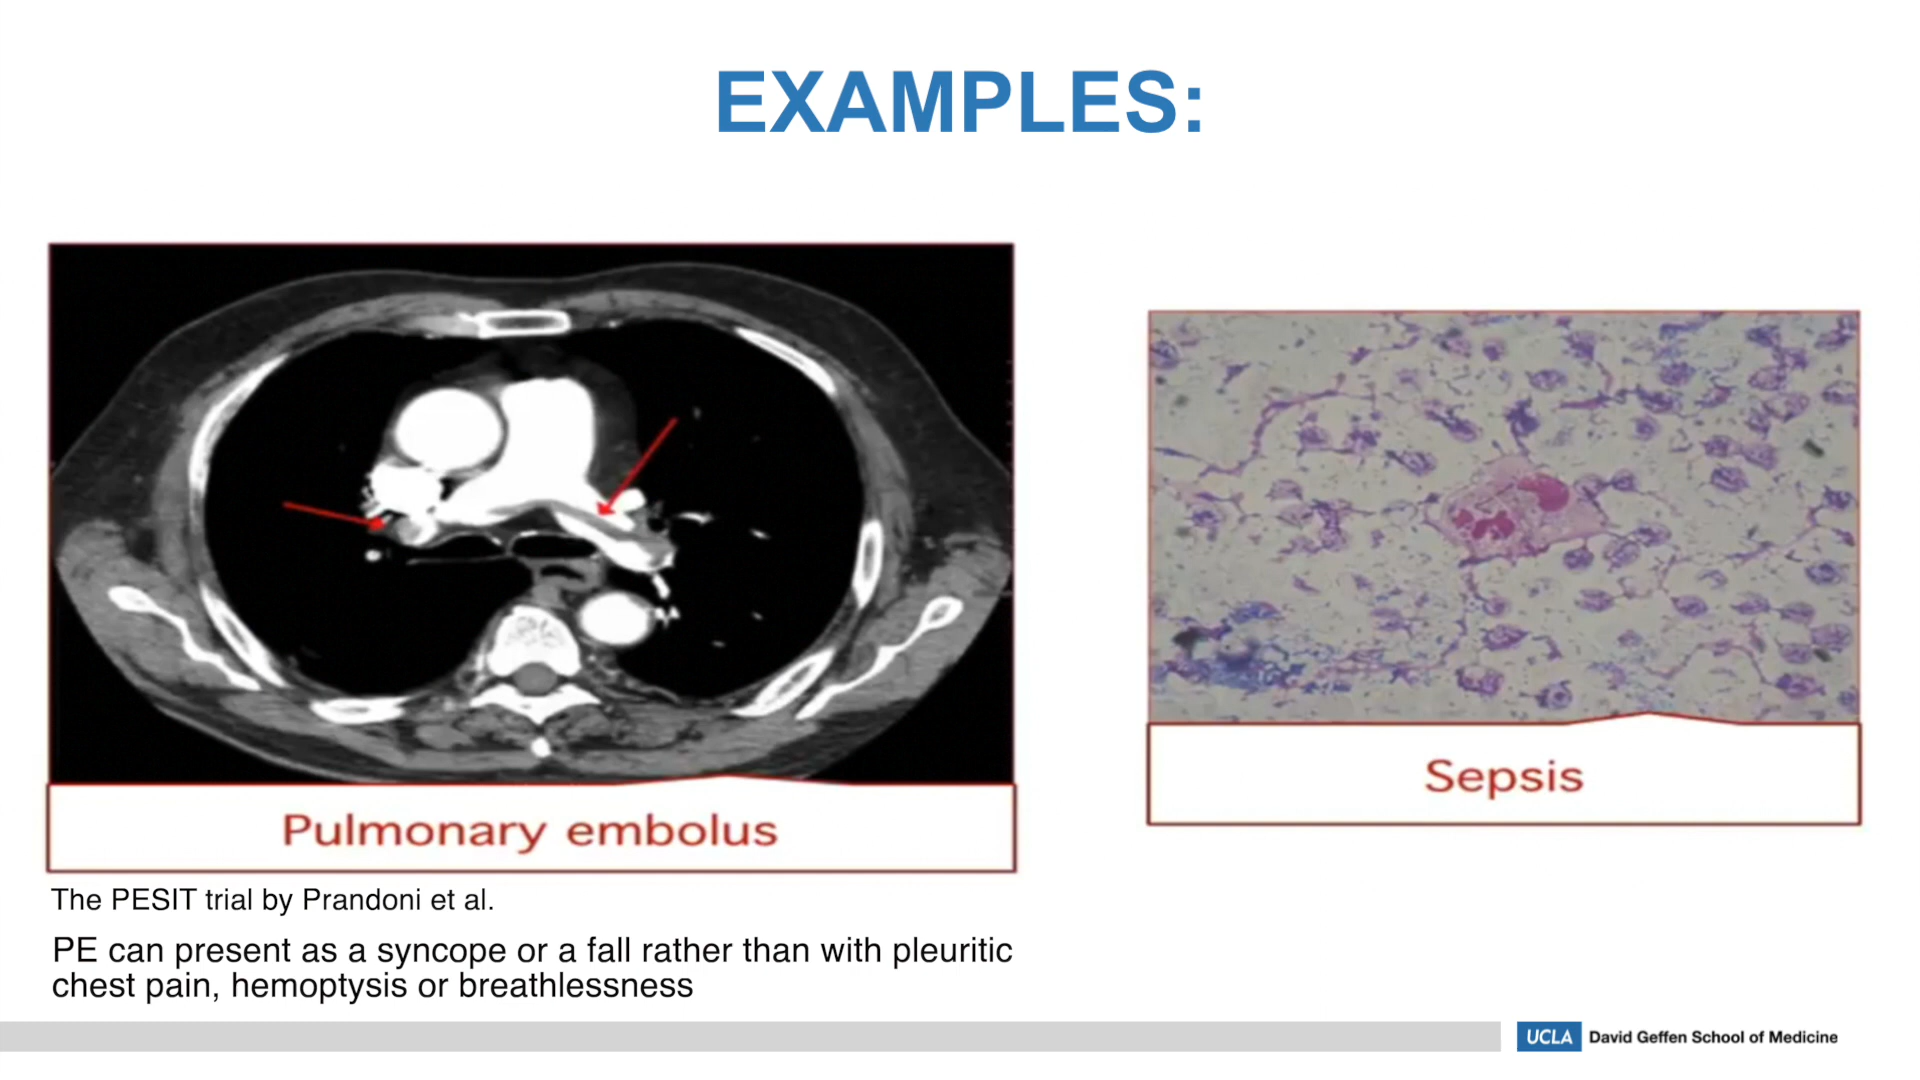 EXAMPLES:
Pulmonary embolus
Sepsis
The PESIT trial by Prandoni et al.
PE can present as a syncope or a fall rather than with pleuritic
chest pain, hemoptysis or breathlessness
UCLA David Geffen School of Medicine